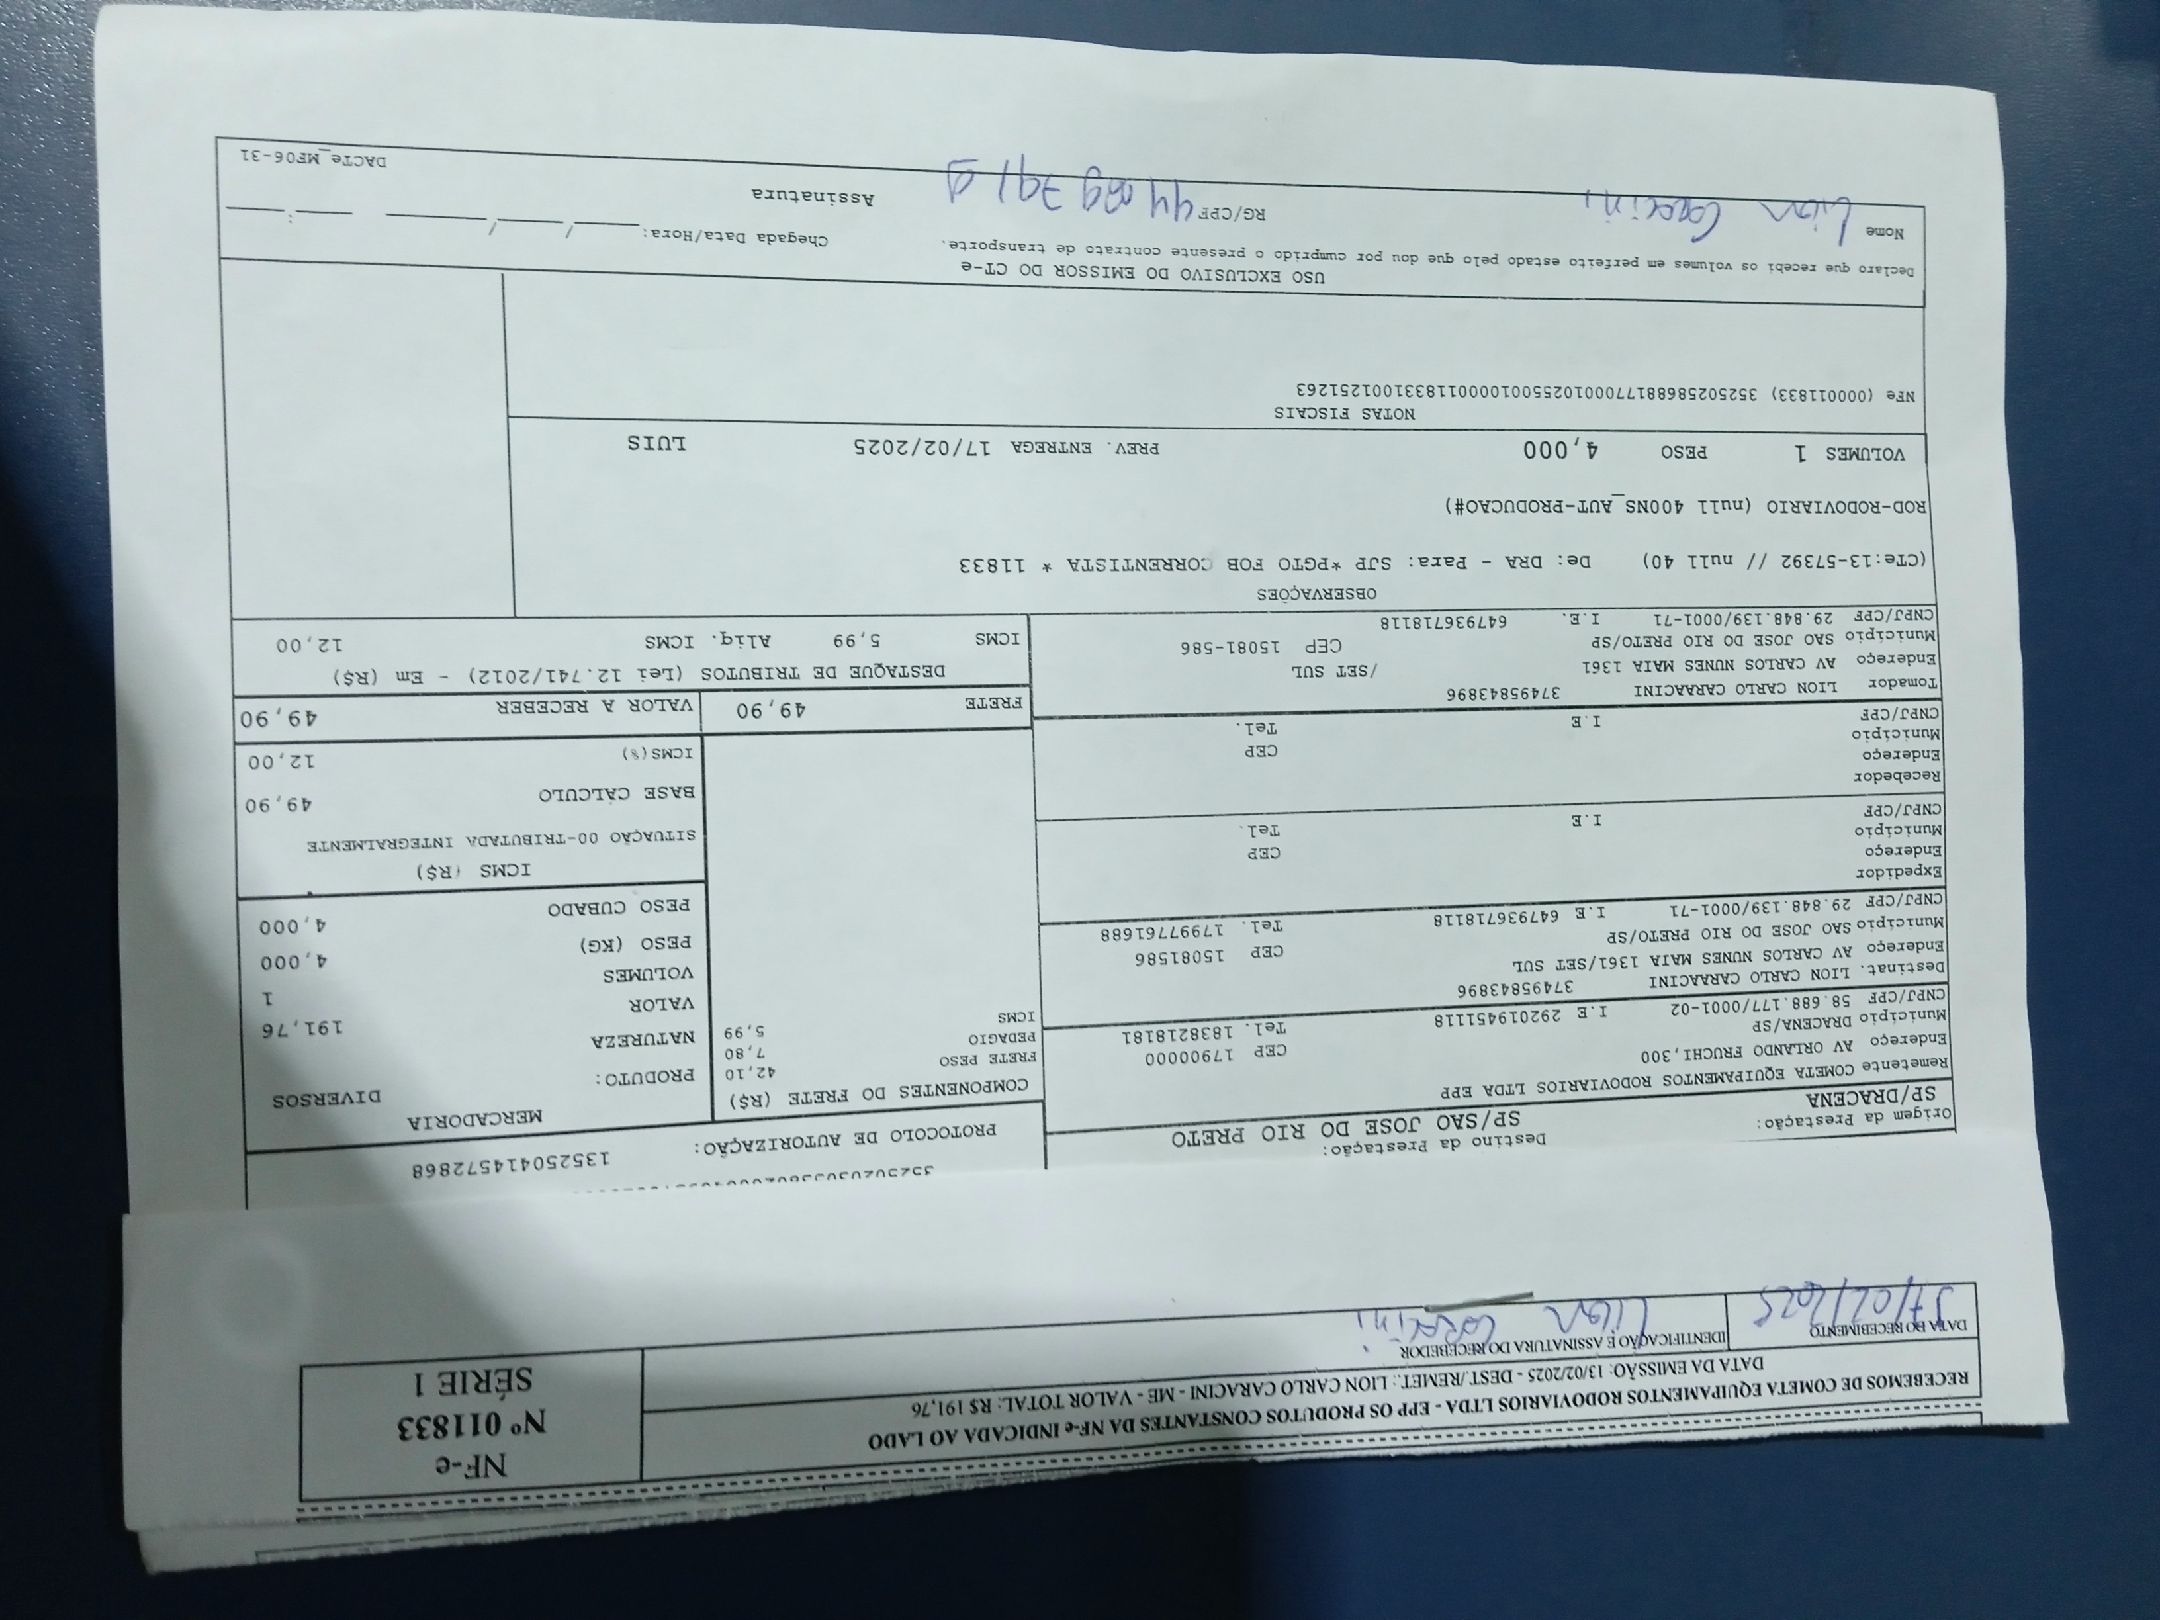 RECEBEMOS DE COMETA EQUIPAMENTOS RODOVIARIOS LTDA - EPP OS PRODUTOS CONSTANTES DA NF-e INDICADA AO LADO
DATA DA EMISSÃO: 13/02/2025 - DEST./REMET.: LION CARLO CARACINI - ME - VALOR TOTAL: R$ 191,76
NF-e
Nº 011833
SÉRIE 1
DATA DO RECEBIMENTO
17/02/2025
IDENTIFICAÇÃO E ASSINATURA DO RECEBEDOR
Lion Caracini
PROTOCOLO DE AUTORIZAÇÃO: 135250414572868
Origem da Prestação:
SP/DRACENA
Destino da Prestação:
SP/SAO JOSE DO RIO PRETO
Remetente COMETA EQUIPAMENTOS RODOVIARIOS LTDA EPP
Endereço AV ORLANDO FRUCHI,300
Município DRACENA/SP CEP 17900000
CNPJ/CPF 58.688.177/0001-02 I.E 292019451118 Tel. 1838218181
Destinat. LION CARLO CARRACINI 37495843896
Endereço AV CARLOS NUNES MAIA 1361/SET SUL
Município SAO JOSE DO RIO PRETO/SP CEP 15081586
CNPJ/CPF 29.848.139/0001-71 I.E 647936718118 Tel. 17997761688
Expedidor
Endereço
Município CEP
CNPJ/CPF I.E Tel.
Recebedor
Endereço
Município CEP
CNPJ/CPF I.E Tel.
Tomador LION CARLO CARACINI 37495843896
Endereço AV CARLOS NUNES MAIA 1361 /SET SUL
Município SAO JOSE DO RIO PRETO/SP CEP 15081-586
CNPJ/CPF 29.848.139/0001-71 I.E. 647936718118
COMPONENTES DO FRETE (R$)
FRETE PESO 42,10
PEDAGIO 7,80
ICMS 5,99
MERCADORIA
PRODUTO: DIVERSOS
NATUREZA
VALOR 191,76
VOLUMES 1
PESO (KG) 4,000
PESO CUBADO 4,000
ICMS (R$)
SITUAÇÃO 00-TRIBUTADA INTEGRALMENTE
BASE CÁLCULO 49,90
ICMS(%) 12,00
FRETE 49,90
VALOR A RECEBER 49,90
DESTAQUE DE TRIBUTOS (Lei 12.741/2012) - Em (R$)
ICMS 5,99 Aliq. ICMS 12,00
OBSERVAÇÕES
(CTe:13-57392 // null 40) De: DRA - Para: SJP *PGTO FOB CORRENTISTA * 11833
ROD-RODOVIARIO (null 400NS_AUT-PRODUCAO#)
VOLUMES 1 PESO 4,000 PREV. ENTREGA 17/02/2025 LUIS
NOTAS FISCAIS
NFe (000011833) 35250258688177000102550010000118331001251263
USO EXCLUSIVO DO EMISSOR DO CT-e
Declaro que recebi os volumes em perfeito estado pelo que dou por cumprido o presente contrato de transporte.
Chegada Data/Hora: ___/___/_____ ___:___
Nome Lion Caracini RG/CPF Assinatura
DACTe_MF06-31